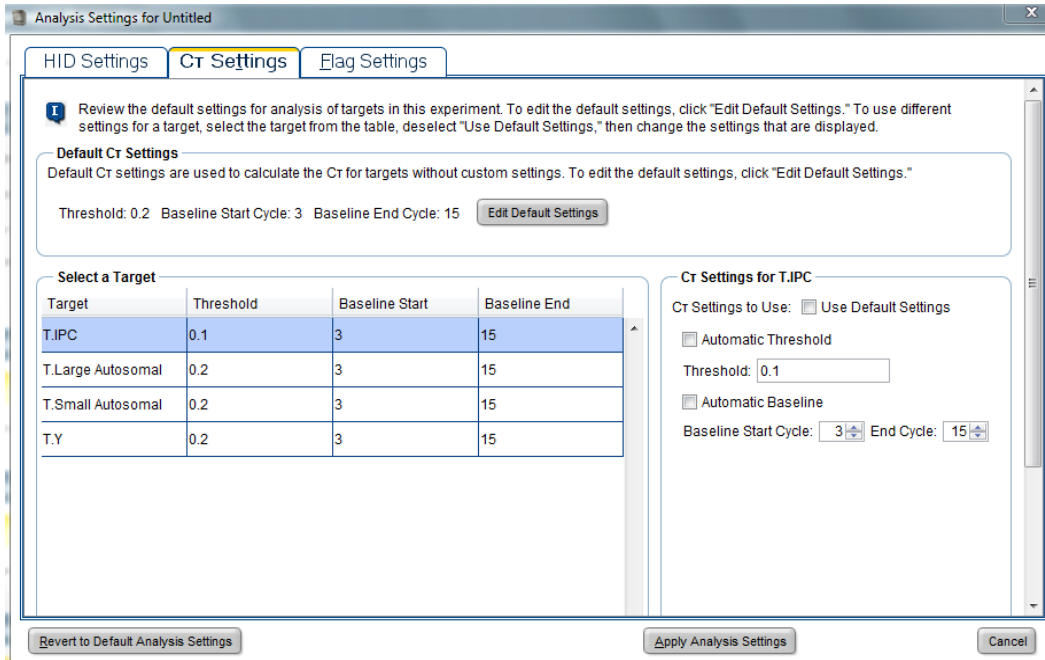 Analysis Settings for Untitled
X
HID Settings
Cт Settings
Flag Settings
I
Review the default settings for analysis of targets in this experiment. To edit the default settings, click "Edit Default Settings." To use different
settings for a target, select the target from the table, deselect "Use Default Settings," then change the settings that are displayed.
Default Cт Settings
Default Cт settings are used to calculate the Cт for targets without custom settings. To edit the default settings, click "Edit Default Settings."
Threshold: 0.2 Baseline Start Cycle: 3 Baseline End Cycle: 15 Edit Default Settings
Select a Target
Target Threshold Baseline Start Baseline End
T.IPC 0.1 3 15
T.Large Autosomal 0.2 3 15
T.Small Autosomal 0.2 3 15
T.Y 0.2 3 15
Cт Settings for T.IPC
Cт Settings to Use: Use Default Settings
Automatic Threshold
Threshold: 0.1
Automatic Baseline
Baseline Start Cycle: 3 End Cycle: 15
Revert to Default Analysis Settings
Apply Analysis Settings
Cancel